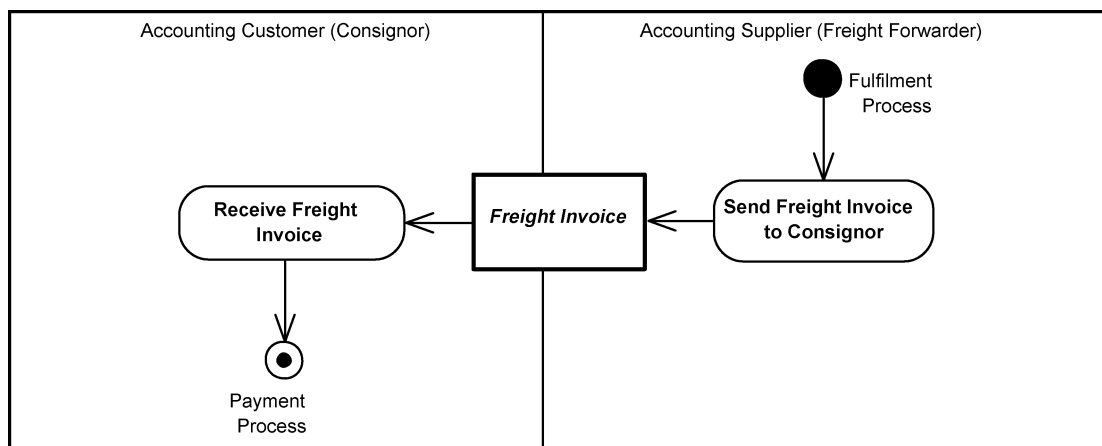 Accounting Customer (Consignor)
Accounting Supplier (Freight Forwarder)
Fulfilment
Process
Send Freight Invoice
to Consignor
Freight Invoice
Receive Freight
Invoice
Payment
Process